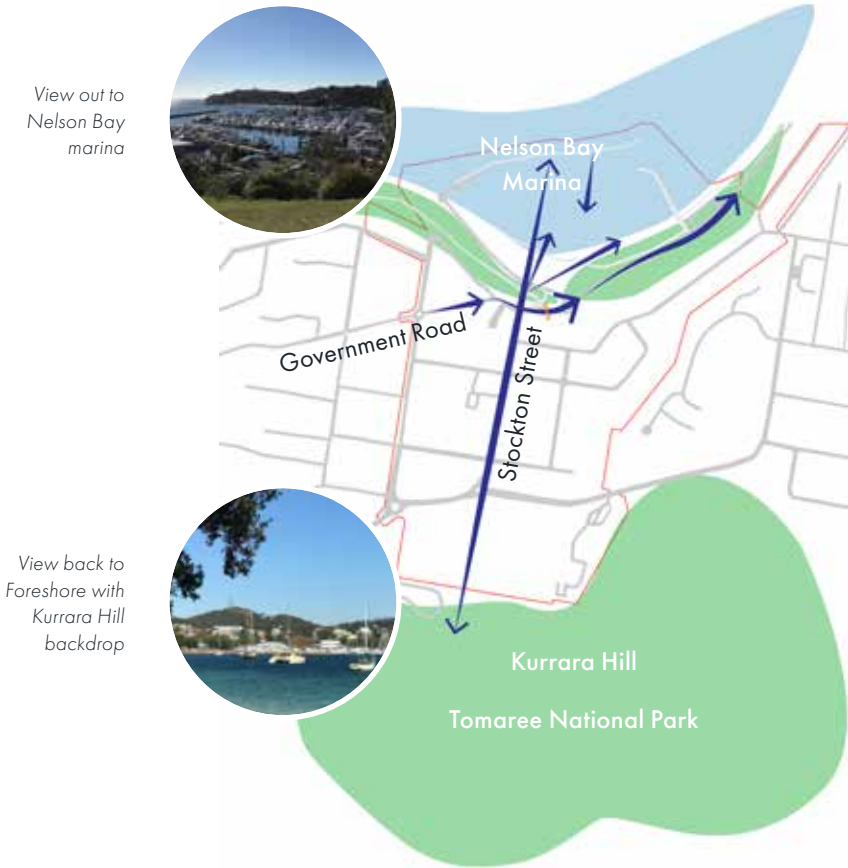 View out to
Nelson Bay
marina
Nelson Bay
Marina
Government Road
Stockton Street
View back to
Foreshore with
Kurrara Hill
backdrop
Kurrara Hill
Tomaree National Park